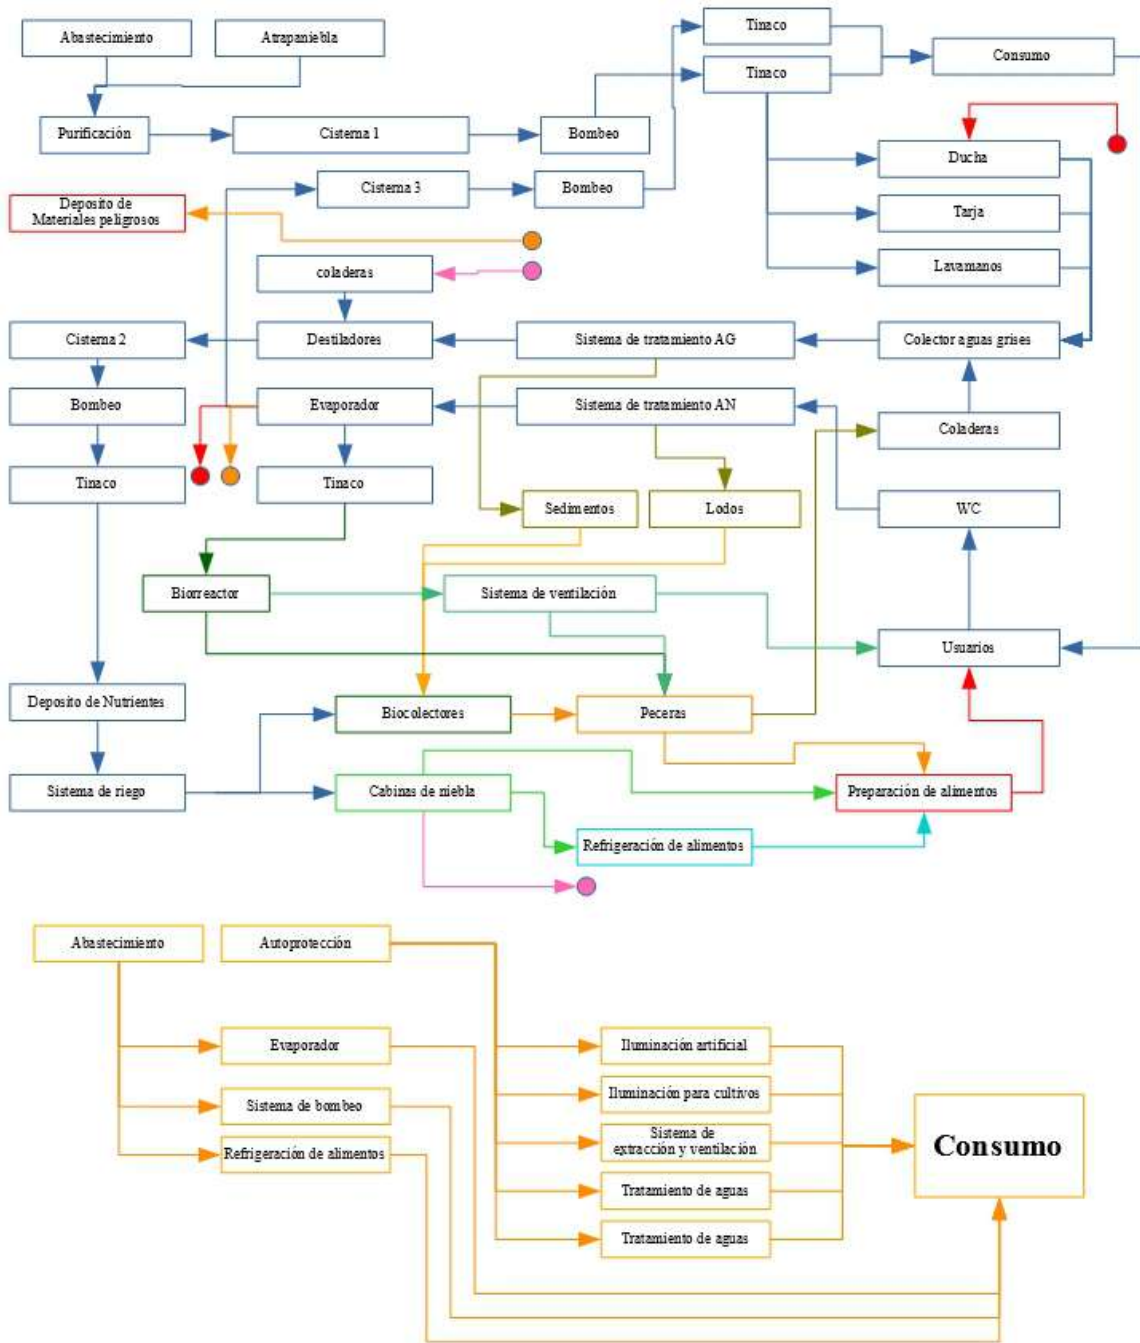 Abastecimiento
Atrapaniebla
Tinaco
Tinaco
Consumo
Purificación
Cisterna 1
Bombeo
Ducha
Cisterna 3
Bombeo
Deposito de
Materiales peligrosos
Tarja
coladeras
Lavamanos
Cisterna 2
Destiladores
Sistema de tratamiento AG
Colector aguas grises
Bombeo
Evaporador
Sistema de tratamiento AN
Coladeras
Tinaco
Tinaco
Sedimentos
Lodos
WC
Biorreactor
Sistema de ventilación
Usuarios
Deposito de Nutrientes
Biocolectores
Peceras
Sistema de riego
Cabinas de niebla
Preparación de alimentos
Refrigeración de alimentos
Abastecimiento
Autoprotección
Evaporador
Iluminación artificial
Sistema de bombeo
Iluminación para cultivos
Refrigeración de alimentos
Sistema de
extracción y ventilación
Consumo
Tratamiento de aguas
Tratamiento de aguas